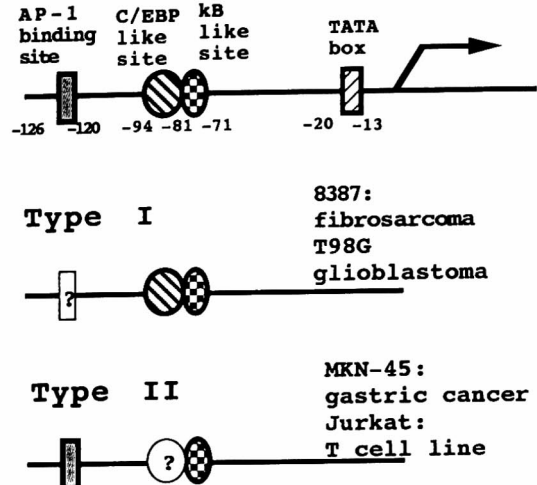 AP-1
binding
site
C/EBP
like
site
kB
like
site
TATA
box
-126 -120 -94 -81 -71 -20 -13
Type I
8387:
fibrosarcoma
T98G
glioblastoma
?
Type II
MKN-45:
gastric cancer
Jurkat:
T cell line
?